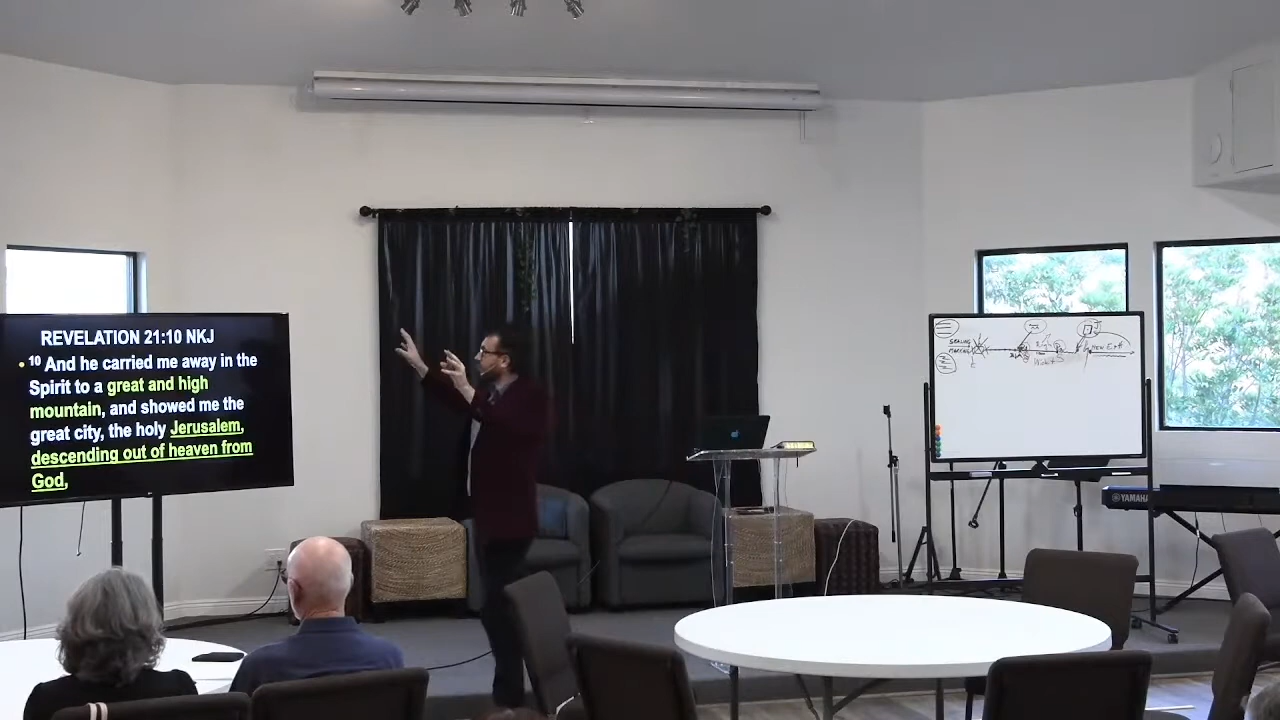 REVELATION 21:10 NKJ
• 10 And he carried me away in the
Spirit to a great and high
mountain, and showed me the
great city, the holy Jerusalem,
descending out of heaven from
God,
SEALING
YAMAHA